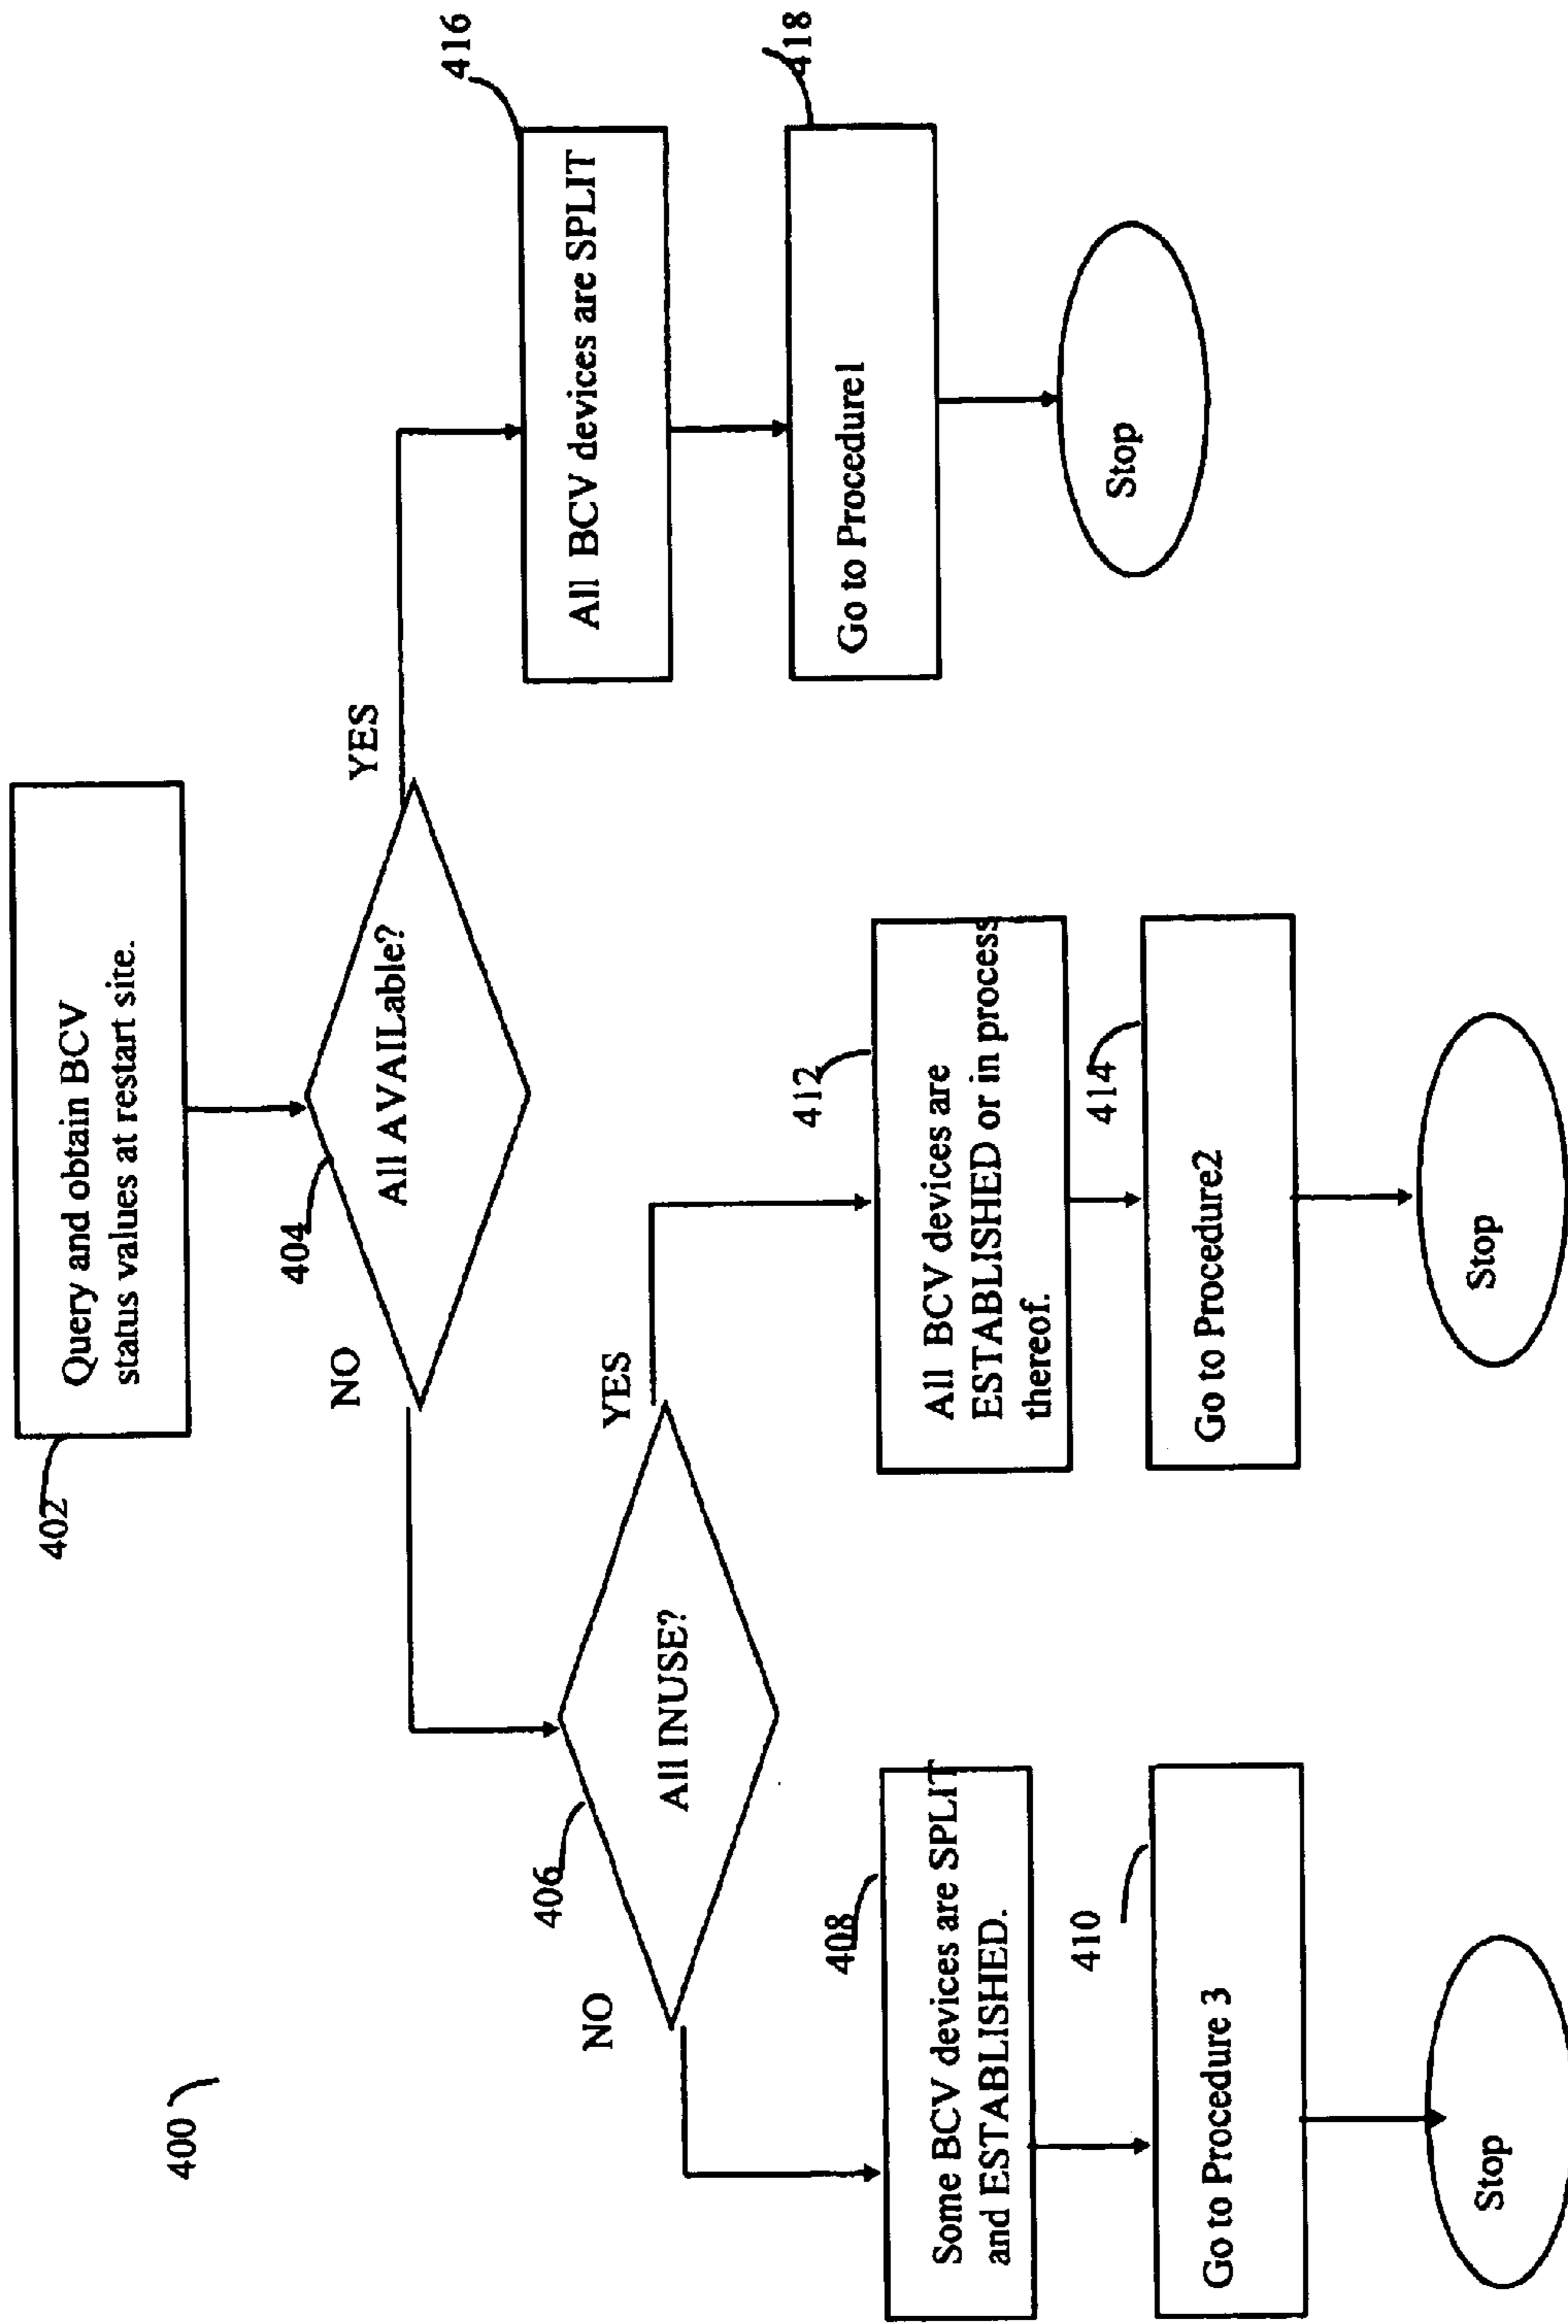 400
402
Query and obtain BCV
status values at restart site.
404
All AVAILable?
NO
YES
406
All INUSE?
NO
YES
408
Some BCV devices are SPLIT
and ESTABLISHED.
410
Go to Procedure 3
Stop
412
All BCV devices are
ESTABLISHED or in process
thereof.
414
Go to Procedure2
Stop
416
All BCV devices are SPLIT
418
Go to Procedure1
Stop